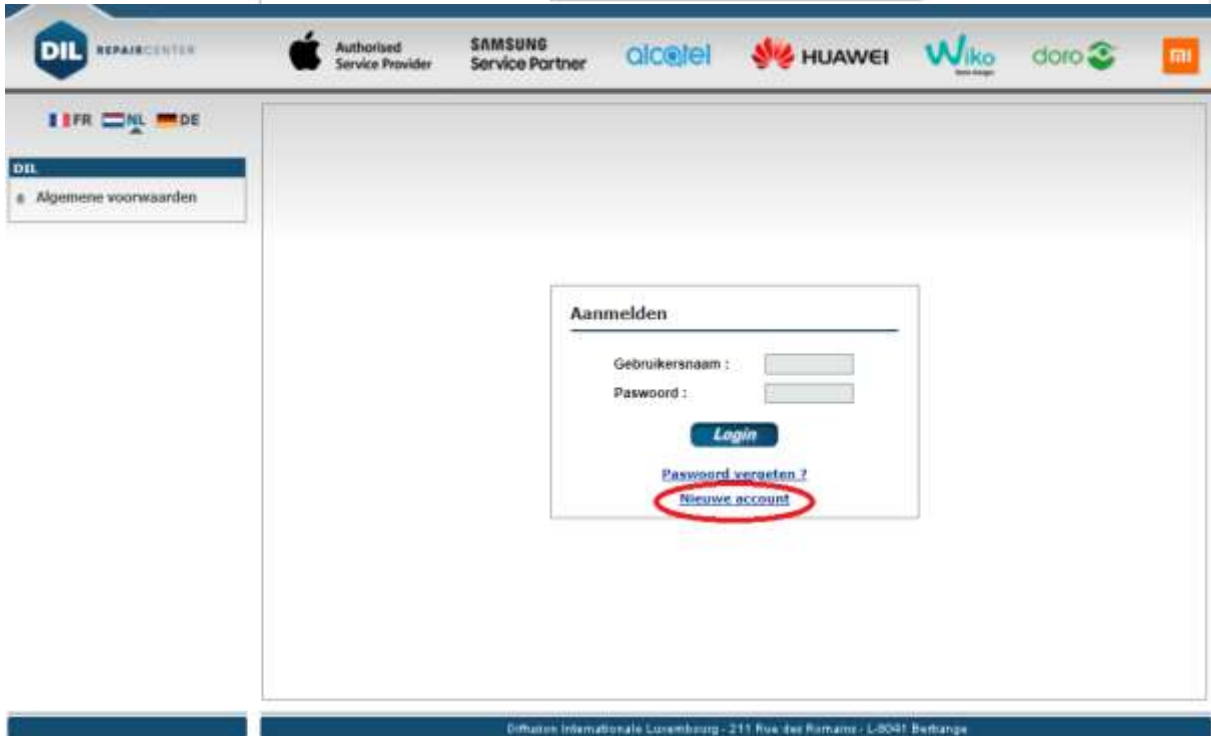 DIL REPAIRCENTER
Authorised
Service Provider
SAMSUNG
Service Partner
alcatel
HUAWEI
Wiko
doro
mi
FR NL DE
DIL
Algemene voorwaarden
Aanmelden
Gebruikersnaam :
Paswoord :
Login
Paswoord vergeten ?
Nieuwe account
Diffusion Internationale Luxembourg - 211 Rue des Romains - L-8041 Bertrange